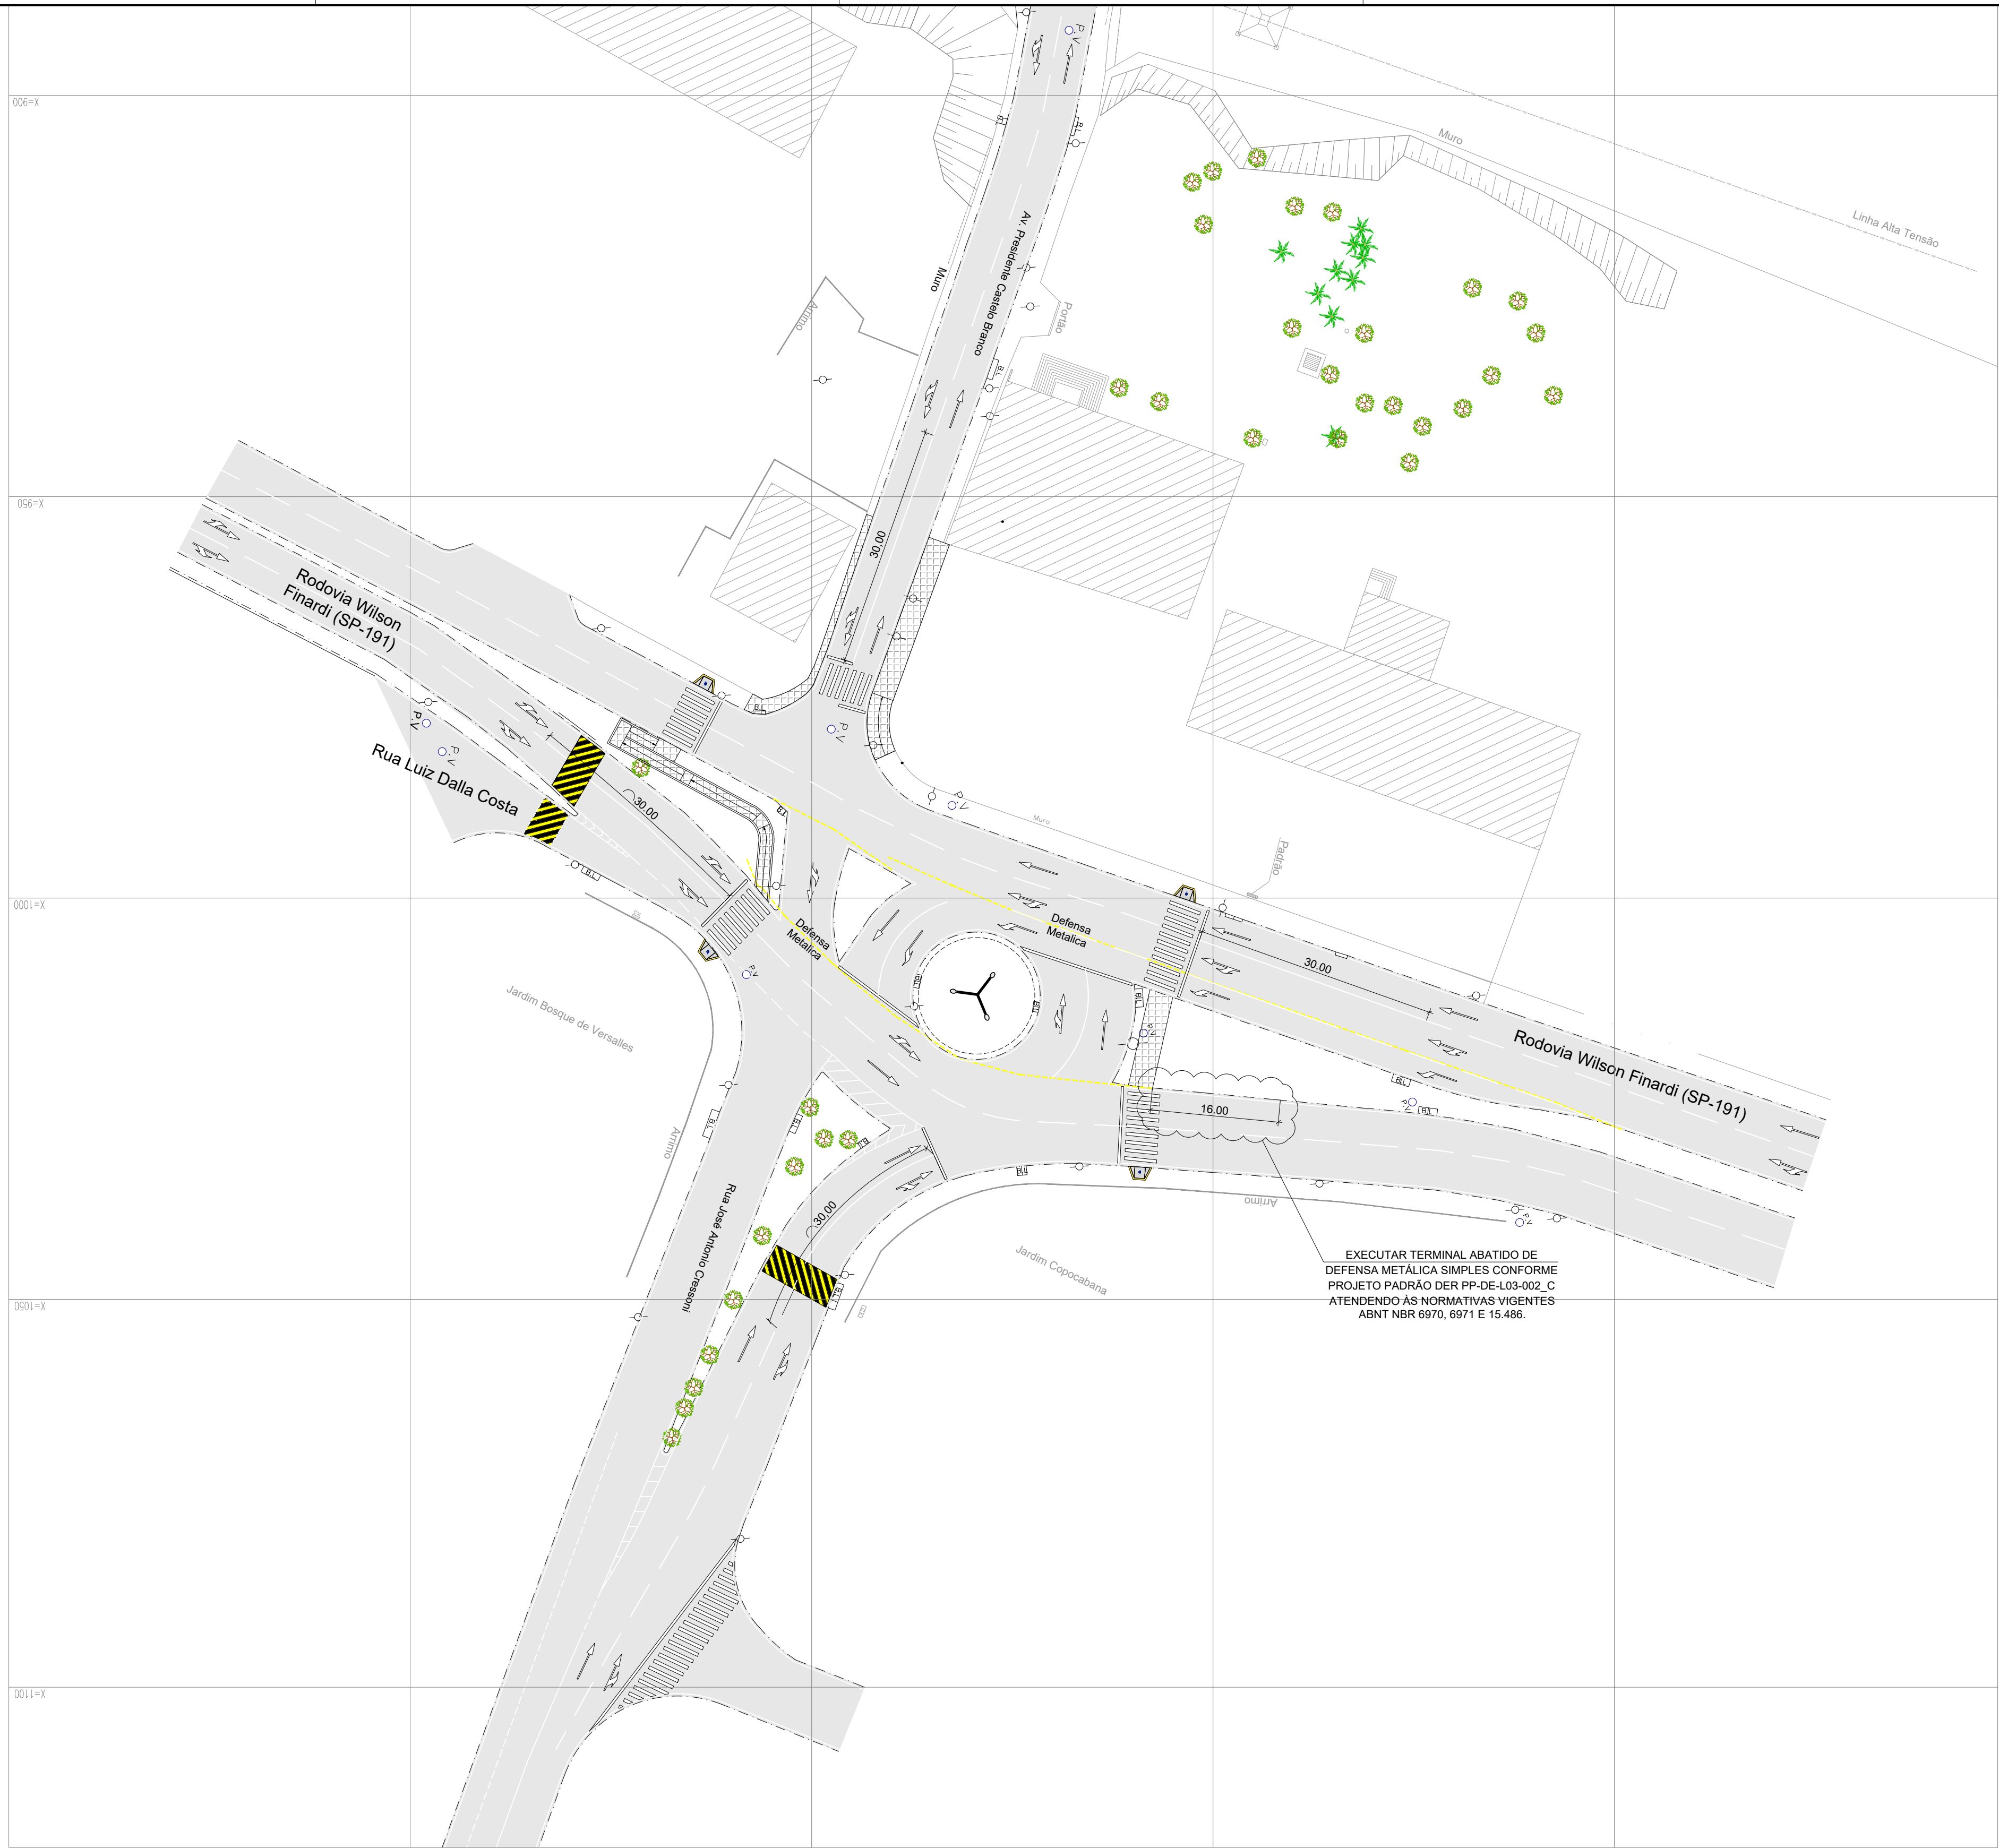 P.V
X=900
B.L
B.L
Muro
Linha Alta Tensão
Av. Presidente Castelo Branco
Muro
Arrimo
Portão
B.L
X=950
30.00
Rodovia Wilson
Finardi (SP-191)
P.V
P.V
Rua Luiz Dalla Costa
B.L
P.V
30.00
P.V
Muro
B.L
Padrão
B.L
X=1000
Defensa
Metalica
Defensa
Metalica
30.00
P.V
Jardim Bosque de Versalles
B.L
B.L
B.L
P.V
Rodovia Wilson Finardi (SP-191)
B.L
P.V
B.L
16.00
B.L
B.L
B.L
Arrimo
B.L
Arrimo
Rua José Antonio Cressoni
30.00
P.V
Jardim Copocabana
B.L
X=1050
EXECUTAR TERMINAL ABATIDO DE
DEFENSA METÁLICA SIMPLES CONFORME
PROJETO PADRÃO DER PP-DE-L03-002_C
ATENDENDO ÀS NORMATIVAS VIGENTES
ABNT NBR 6970, 6971 E 15.486.
X=1100